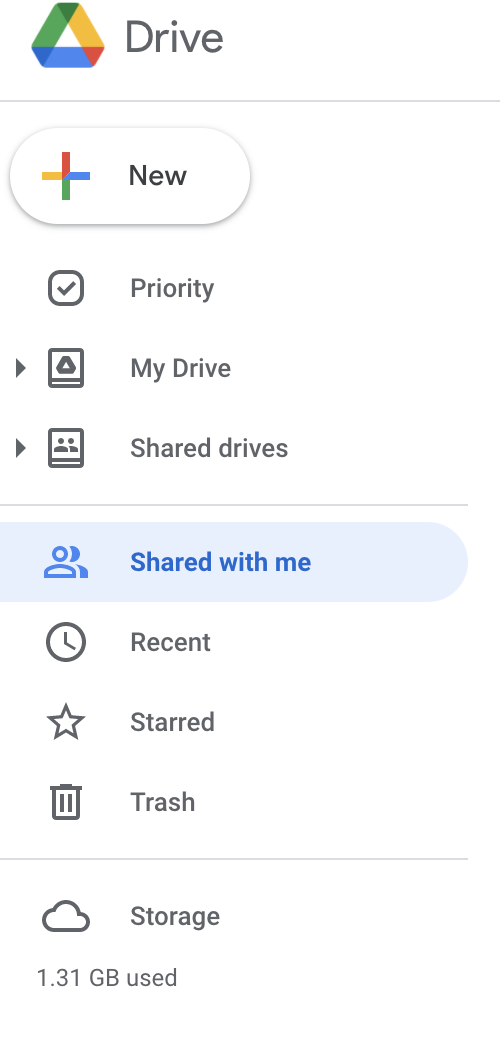 Drive
New
Priority
My Drive
Shared drives
Shared with me
Recent
Starred
Trash
Storage
1.31 GB used